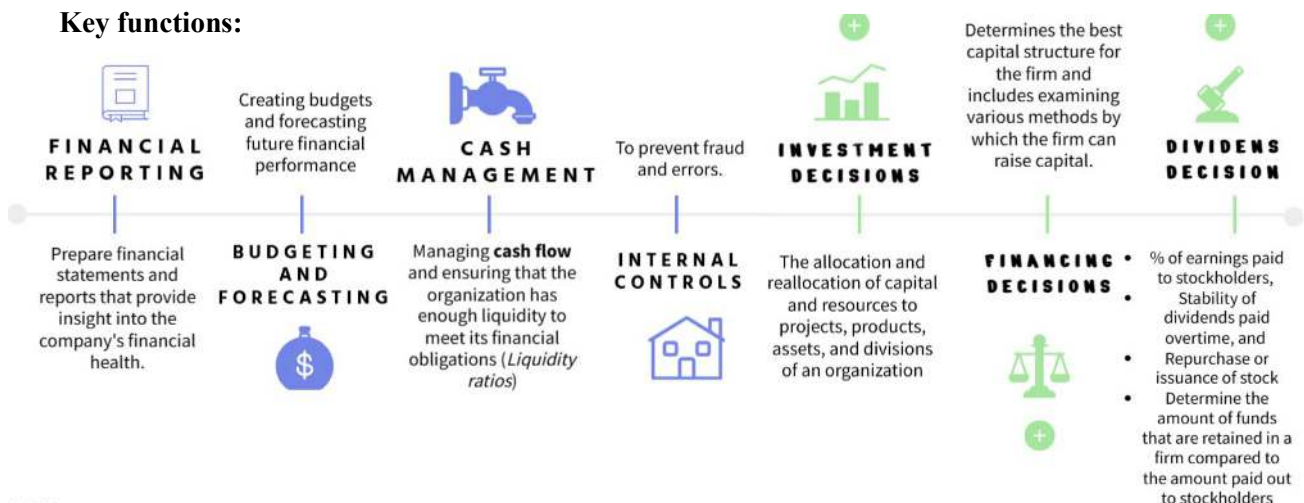 Key functions:
FINANCIAL
REPORTING
Prepare financial
statements and
reports that provide
insight into the
company's financial
health.
Creating budgets
and forecasting
future financial
performance
BUDGETING
AND
FORECASTING
$
CASH
MANAGEMENT
Managing cash flow
and ensuring that the
organization has
enough liquidity to
meet its financial
obligations (Liquidity
ratios)
To prevent fraud
and errors.
INTERNAL
CONTROLS
INVESTMENT
DECISIONS
The allocation and
reallocation of capital
and resources to
projects, products,
assets, and divisions
of an organization
Determines the best
capital structure for
the firm and
includes examining
various methods by
which the firm can
raise capital.
FINANCING
DECISIONS
DIVIDENS
DECISION
• % of earnings paid
to stockholders,
• Stability of
dividends paid
overtime, and
• Repurchase or
issuance of stock
• Determine the
amount of funds
that are retained in a
firm compared to
the amount paid out
to stockholders